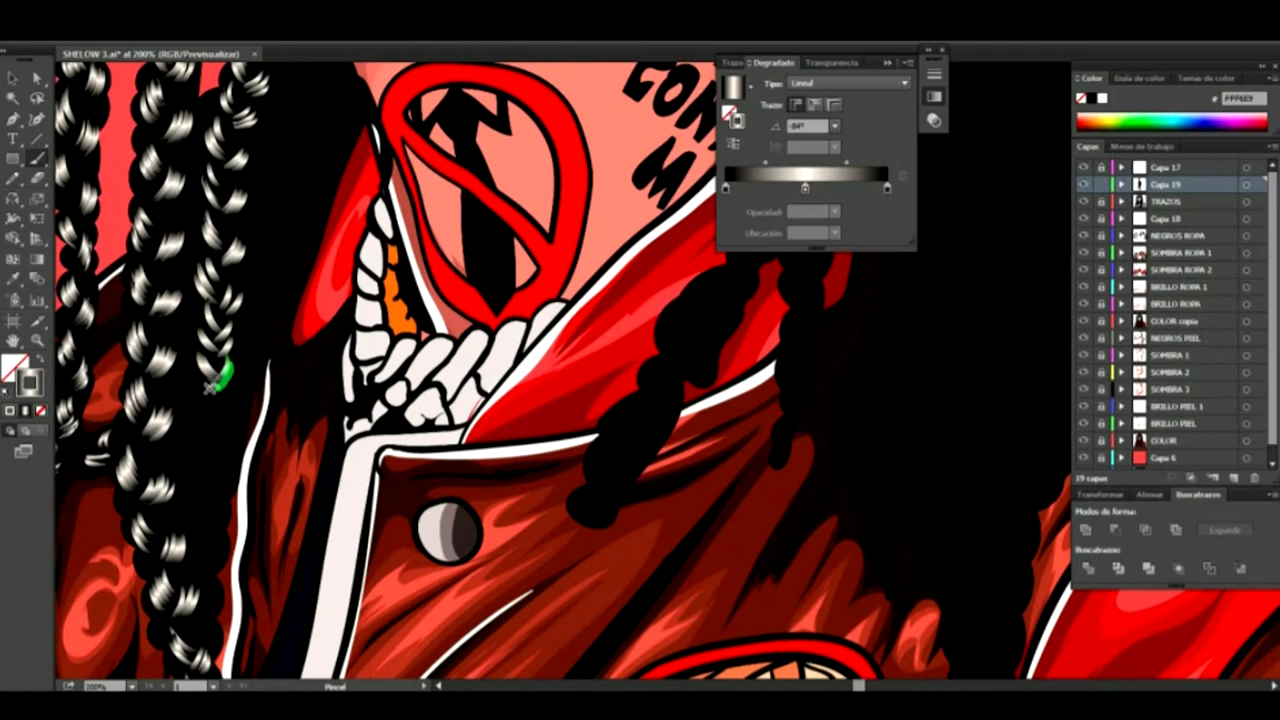 SHELOW 3.ai* al 200% (RGB/Previsualizar)
Trazo Degradado Transparencia
Tipo: Lineal
Trazo:
-84°
Opacidad:
Ubicación:
Color Guía de color Temas de color
# FFF6E9
Capas Mesas de trabajo
Capa 17
Capa 19
TRAZOS
Capa 18
NEGROS ROPA
SOMBRA ROPA 1
SOMBRA ROPA 2
BRILLO ROPA 1
BRILLO ROPA
COLOR copia
NEGROS PIEL
SOMBRA 1
SOMBRA 2
SOMBRA 3
BRILLO PIEL 1
BRILLO PIEL
COLOR
Capa 6
19 capas
Transformar Alinear Buscatrazos
Modos de forma:
Expandir
Buscatrazos:
200% 1 Pincel